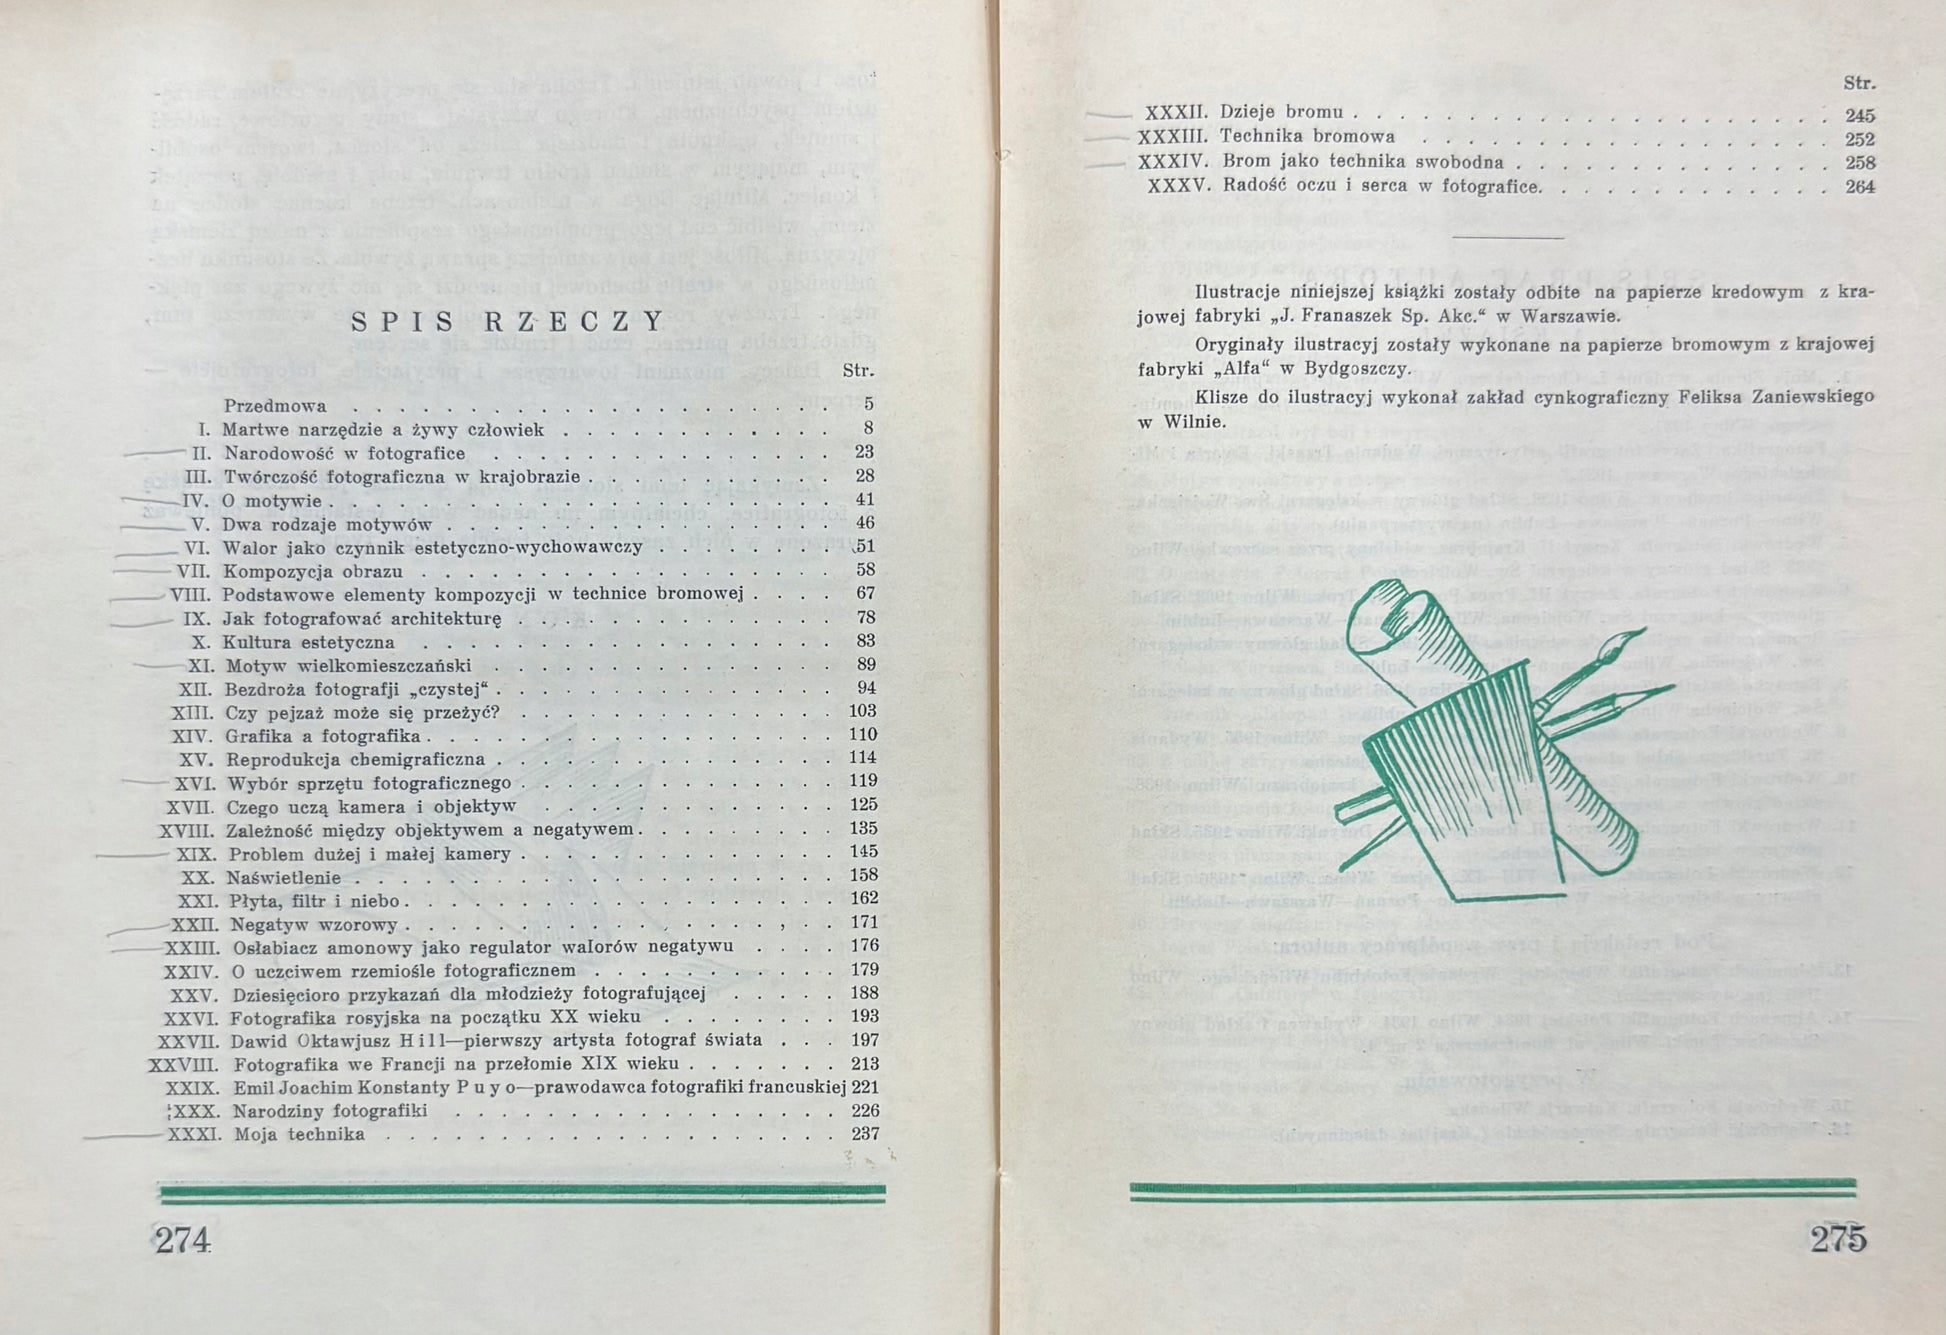 SPIS RZECZY
Str.
Przedmowa . . . . . . . . . . . . . . . . . . . . 5
I. Martwe narzędzie a żywy człowiek . . . . . . . . . . . . 8
II. Narodowość w fotografice . . . . . . . . . . . . . . 23
III. Twórczość fotograficzna w krajobrazie . . . . . . . . . . . 28
IV. O motywie . . . . . . . . . . . . . . . . . . . . 41
V. Dwa rodzaje motywów . . . . . . . . . . . . . . . . 46
VI. Walor jako czynnik estetyczno-wychowawczy . . . . . . . . 51
VII. Kompozycja obrazu . . . . . . . . . . . . . . . . . 58
VIII. Podstawowe elementy kompozycji w technice bromowej . . . . 67
IX. Jak fotografować architekturę . . . . . . . . . . . . . 78
X. Kultura estetyczna . . . . . . . . . . . . . . . . . 83
XI. Motyw wielkomieszczański . . . . . . . . . . . . . . 89
XII. Bezdroża fotografji „czystej“ . . . . . . . . . . . . . . 94
XIII. Czy pejzaż może się przeżyć? . . . . . . . . . . . . . 103
XIV. Grafika a fotografika . . . . . . . . . . . . . . . . . 110
XV. Reprodukcja chemigraficzna . . . . . . . . . . . . . . 114
XVI. Wybór sprzętu fotograficznego . . . . . . . . . . . . . 119
XVII. Czego uczą kamera i objektyw . . . . . . . . . . . . 125
XVIII. Zależność między objektywem a negatywem . . . . . . . . 135
XIX. Problem dużej i małej kamery . . . . . . . . . . . . . 145
XX. Naświetlenie . . . . . . . . . . . . . . . . . . . . 158
XXI. Płyta, filtr i niebo . . . . . . . . . . . . . . . . . . 162
XXII. Negatyw wzorowy . . . . . . . . . . . . . . . . . . 171
XXIII. Osłabiacz amonowy jako regulator walorów negatywu . . . . 176
XXIV. O uczciwem rzemiośle fotograficznem . . . . . . . . . . 179
XXV. Dziesięcioro przykazań dla młodzieży fotografującej . . . . . 188
XXVI. Fotografika rosyjska na początku XX wieku . . . . . . . . 193
XXVII. Dawid Oktawjusz Hill—pierwszy artysta fotograf świata . . . 197
XXVIII. Fotografika we Francji na przełomie XIX wieku . . . . . . . 213
XXIX. Emil Joachim Konstanty Puyo—prawodawca fotografiki francuskiej 221
XXX. Narodziny fotografiki . . . . . . . . . . . . . . . . 226
XXXI. Moja technika . . . . . . . . . . . . . . . . . . . 237
274
Str.
XXXII. Dzieje bromu . . . . . . . . . . . . . . . . . . . . 245
XXXIII. Technika bromowa . . . . . . . . . . . . . . . . . 252
XXXIV. Brom jako technika swobodna . . . . . . . . . . . . . 258
XXXV. Radość oczu i serca w fotografice. . . . . . . . . . . . . 264
Ilustracje niniejszej książki zostały odbite na papierze kredowym z kra-
jowej fabryki „J. Franaszek Sp. Akc.“ w Warszawie.
Oryginały ilustracyj zostały wykonane na papierze bromowym z krajowej
fabryki „Alfa“ w Bydgoszczy.
Klisze do ilustracyj wykonał zakład cynkograficzny Feliksa Zaniewskiego
w Wilnie.
275